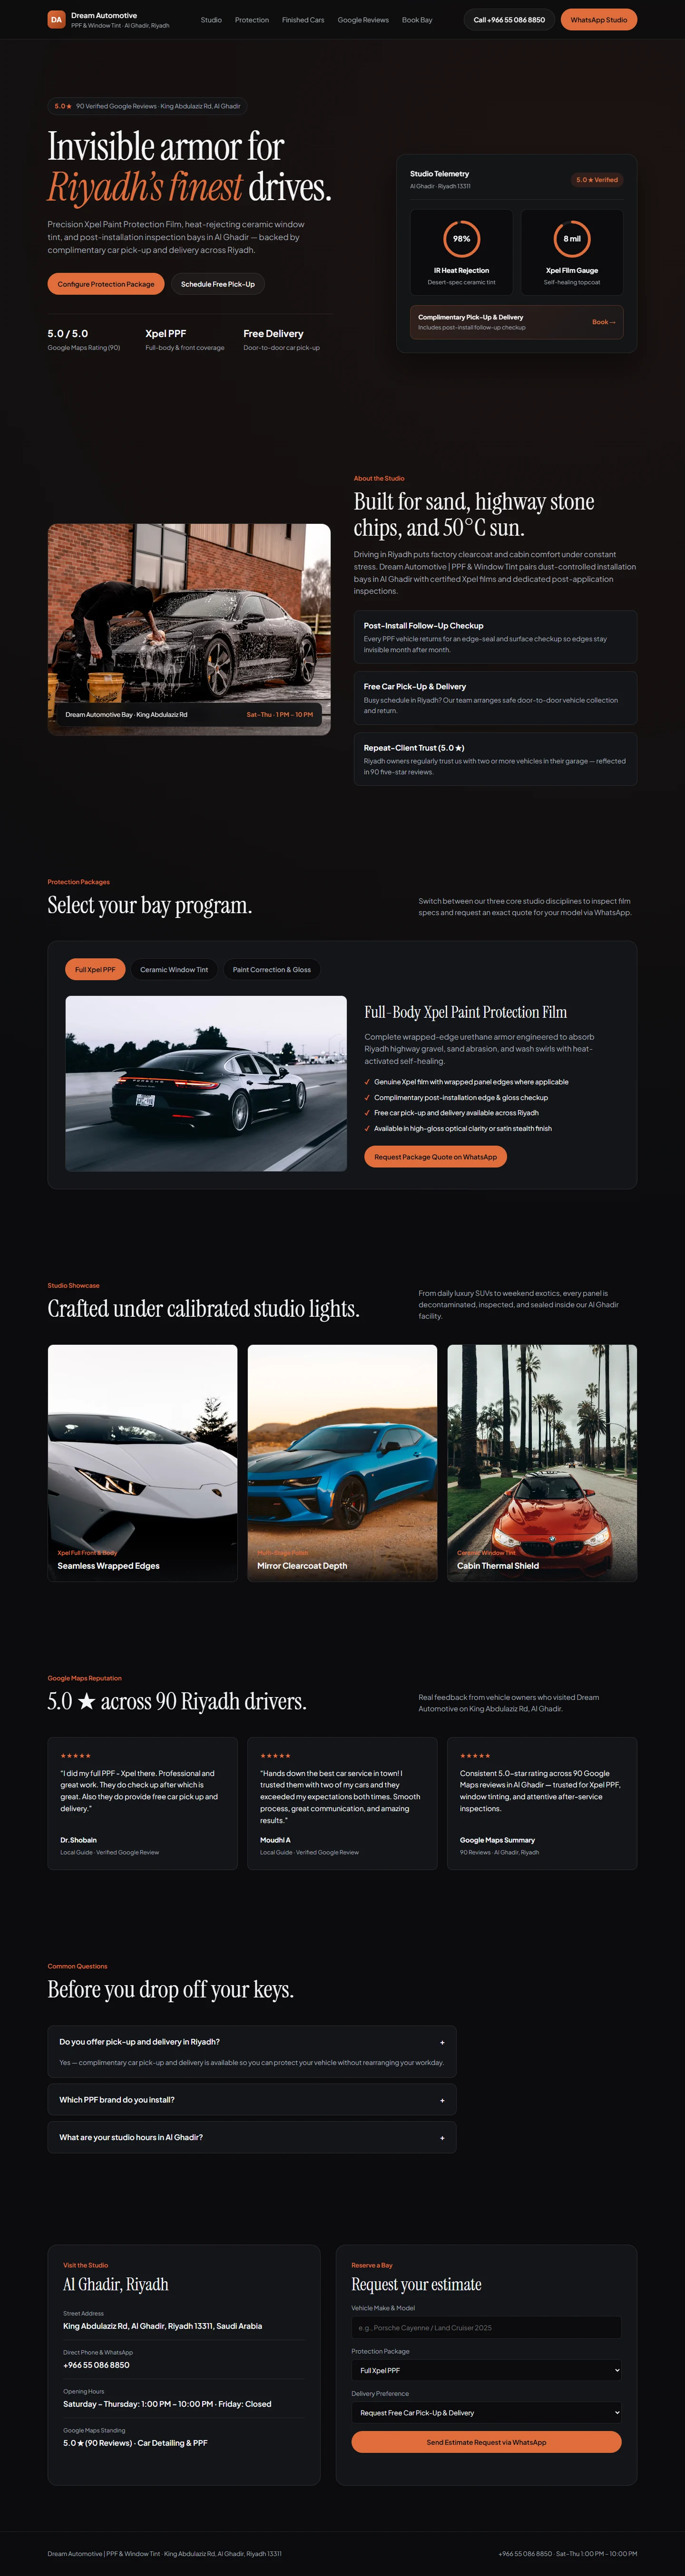 DA
Dream Automotive
PPF & Window Tint · Al Ghadir, Riyadh
Studio
Protection
Finished Cars
Google Reviews
Book Bay
Call +966 55 086 8850
WhatsApp Studio
5.0 ★ 90 Verified Google Reviews · King Abdulaziz Rd, Al Ghadir
Invisible armor for
Riyadh's finest drives.
Precision Xpel Paint Protection Film, heat-rejecting ceramic window
tint, and post-installation inspection bays in Al Ghadir — backed by
complimentary car pick-up and delivery across Riyadh.
Configure Protection Package
Schedule Free Pick-Up
5.0 / 5.0
Google Maps Rating (90)
Xpel PPF
Full-body & front coverage
Free Delivery
Door-to-door car pick-up
Studio Telemetry
Al Ghadir · Riyadh 13311
5.0 ★ Verified
98%
IR Heat Rejection
Desert-spec ceramic tint
8 mil
Xpel Film Gauge
Self-healing topcoat
Complimentary Pick-Up & Delivery
Includes post-install follow-up checkup
Book →
About the Studio
Built for sand, highway stone
chips, and 50°C sun.
Driving in Riyadh puts factory clearcoat and cabin comfort under constant
stress. Dream Automotive | PPF & Window Tint pairs dust-controlled installation
bays in Al Ghadir with certified Xpel films and dedicated post-application
inspections.
Post-Install Follow-Up Checkup
Every PPF vehicle returns for an edge-seal and surface checkup so edges stay
invisible month after month.
Free Car Pick-Up & Delivery
Busy schedule in Riyadh? Our team arranges safe door-to-door vehicle collection
and return.
Repeat-Client Trust (5.0 ★)
Riyadh owners regularly trust us with two or more vehicles in their garage — reflected
in 90 five-star reviews.
Dream Automotive Bay · King Abdulaziz Rd
Sat–Thu · 1 PM – 10 PM
Protection Packages
Select your bay program.
Switch between our three core studio disciplines to inspect film
specs and request an exact quote for your model via WhatsApp.
Full Xpel PPF
Ceramic Window Tint
Paint Correction & Gloss
PORSCHE
Full-Body Xpel Paint Protection Film
Complete wrapped-edge urethane armor engineered to absorb
Riyadh highway gravel, sand abrasion, and wash swirls with heat-
activated self-healing.
✓ Genuine Xpel film with wrapped panel edges where applicable
✓ Complimentary post-installation edge & gloss checkup
✓ Free car pick-up and delivery available across Riyadh
✓ Available in high-gloss optical clarity or satin stealth finish
Request Package Quote on WhatsApp
Studio Showcase
Crafted under calibrated studio lights.
From daily luxury SUVs to weekend exotics, every panel is
decontaminated, inspected, and sealed inside our Al Ghadir
facility.
Xpel Full Front & Body
Seamless Wrapped Edges
Mirror Clearcoat Depth
Ceramic Window Tint
Cabin Thermal Shield
Google Maps Reputation
5.0 ★ across 90 Riyadh drivers.
Real feedback from vehicle owners who visited Dream
Automotive on King Abdulaziz Rd, Al Ghadir.
★★★★★
"I did my full PPF - Xpel there. Professional and
great work. They do check up after which is
great. Also they do provide free car pick up and
delivery."
Dr. Shobain
Local Guide · Verified Google Review
★★★★★
"Hands down the best car service in town! I
trusted them with two of my cars and they
exceeded my expectations both times. Smooth
process, great communication, and amazing
results."
Moudhi A
Local Guide · Verified Google Review
★★★★★
Consistent 5.0-star rating across 90 Google
Maps reviews in Al Ghadir — trusted for Xpel PPF,
window tinting, and attentive after-service
inspections.
Google Maps Summary
90 Reviews · Al Ghadir, Riyadh
Common Questions
Before you drop off your keys.
Do you offer pick-up and delivery in Riyadh? +
Yes — complimentary car pick-up and delivery is available so you can protect your vehicle without rearranging your workday.
Which PPF brand do you install? +
What are your studio hours in Al Ghadir? +
Visit the Studio
Al Ghadir, Riyadh
Street Address
King Abdulaziz Rd, Al Ghadir, Riyadh 13311, Saudi Arabia
Direct Phone & WhatsApp
+966 55 086 8850
Opening Hours
Saturday – Thursday: 1:00 PM – 10:00 PM · Friday: Closed
Google Maps Standing
5.0 ★ (90 Reviews) · Car Detailing & PPF
Reserve a Bay
Request your estimate
Vehicle Make & Model
e.g., Porsche Cayenne / Land Cruiser 2025
Protection Package
Full Xpel PPF
Delivery Preference
Request Free Car Pick-Up & Delivery
Send Estimate Request via WhatsApp
Dream Automotive | PPF & Window Tint · King Abdulaziz Rd, Al Ghadir, Riyadh 13311
+966 55 086 8850 · Sat–Thu 1:00 PM – 10:00 PM